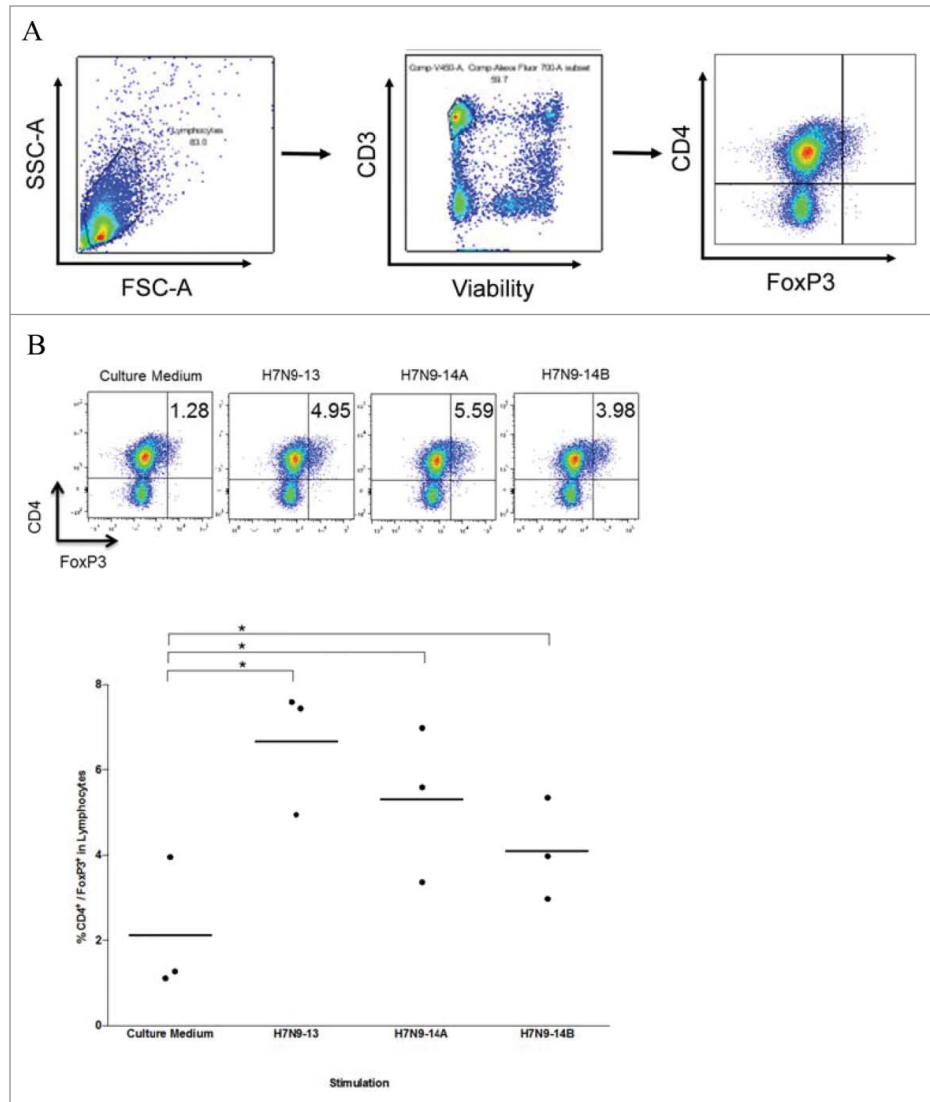 A
SSC-A
Lymphocytes
83.0
FSC-A
CD3
Comp-V450-A, Comp-Alexa Fluor 700-A subset
59.7
Viability
CD4
FoxP3
B
Culture Medium
H7N9-13
H7N9-14A
H7N9-14B
1.28
4.95
5.59
3.98
CD4
FoxP3
*
*
*
8
6
4
2
0
% CD4+ / FoxP3+ in Lymphocytes
Culture Medium
H7N9-13
H7N9-14A
H7N9-14B
Stimulation